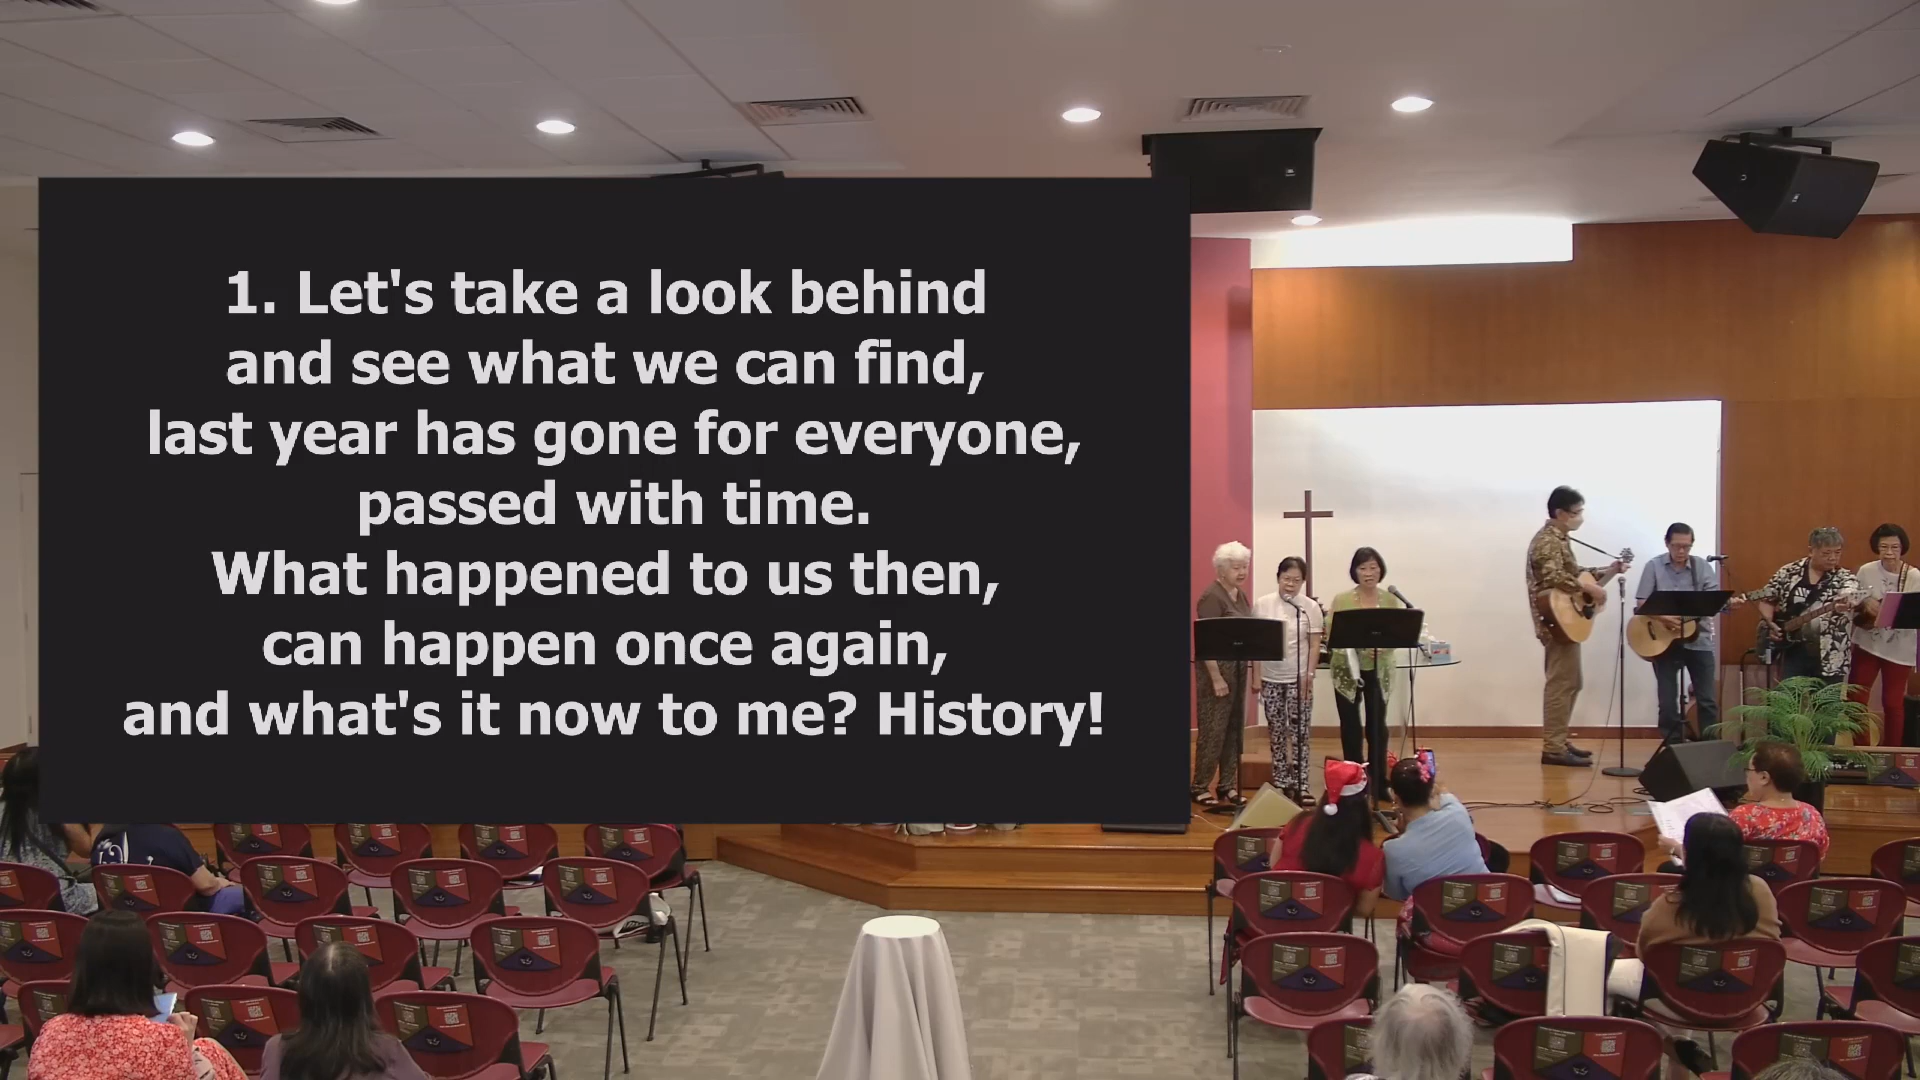 1. Let's take a look behind
and see what we can find,
last year has gone for everyone,
passed with time.
What happened to us then,
can happen once again,
and what's it now to me? History!